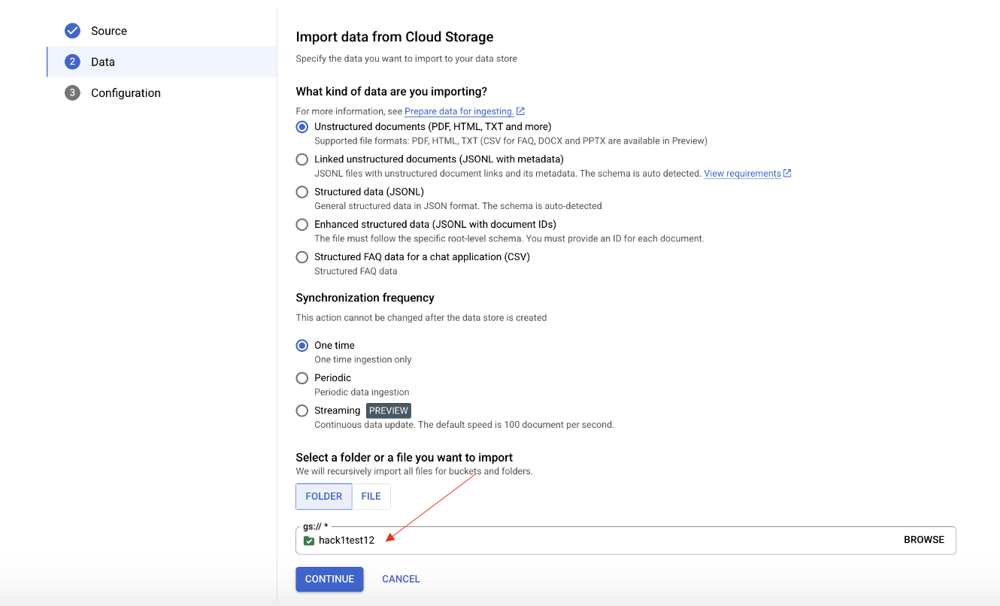 Source
2 Data
3 Configuration
Import data from Cloud Storage
Specify the data you want to import to your data store
What kind of data are you importing?
For more information, see Prepare data for ingesting.
Unstructured documents (PDF, HTML, TXT and more)
Supported file formats: PDF, HTML, TXT (CSV for FAQ, DOCX and PPTX are available in Preview)
Linked unstructured documents (JSONL with metadata)
JSONL files with unstructured document links and its metadata. The schema is auto detected. View requirements
Structured data (JSONL)
General structured data in JSON format. The schema is auto-detected
Enhanced structured data (JSONL with document IDs)
The file must follow the specific root-level schema. You must provide an ID for each document.
Structured FAQ data for a chat application (CSV)
Structured FAQ data
Synchronization frequency
This action cannot be changed after the data store is created
One time
One time ingestion only
Periodic
Periodic data ingestion
Streaming PREVIEW
Continuous data update. The default speed is 100 document per second.
Select a folder or a file you want to import
We will recursively import all files for buckets and folders.
FOLDER FILE
gs:// *
hack1test12 BROWSE
CONTINUE CANCEL